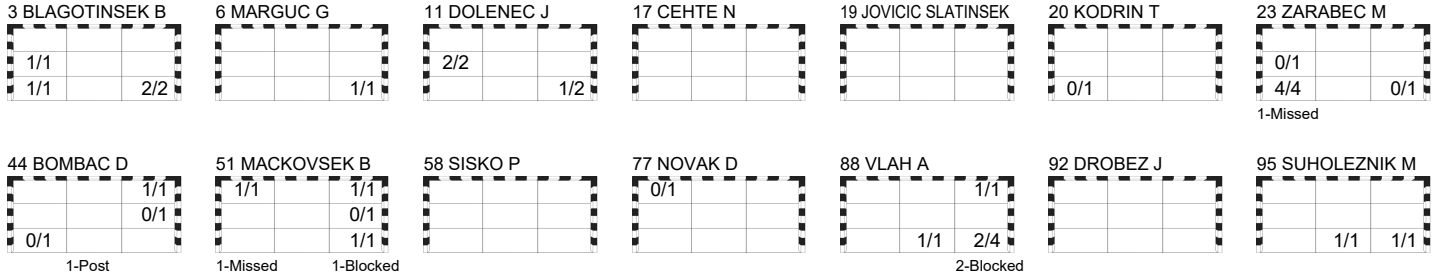 3 BLAGOTINSEK B 6 MARGUC G 11 DOLENEC J 17 CEHTE N 19 JOVICIC SLATINSEK 20 KODRIN T 23 ZARABEC M
1/1 2/2 0/1
1/1 2/2 1/1 1/2 0/1 4/4 0/1
1-Missed
44 BOMBAC D 51 MACKOVSEK B 58 SISKO P 77 NOVAK D 88 VLAH A 92 DROBEZ J 95 SUHOLEZNIK M
1/1 1/1 1/1 0/1 1/1
0/1 0/1
0/1 1/1 1/1 2/4 1/1 1/1
1-Post 1-Missed 1-Blocked 2-Blocked